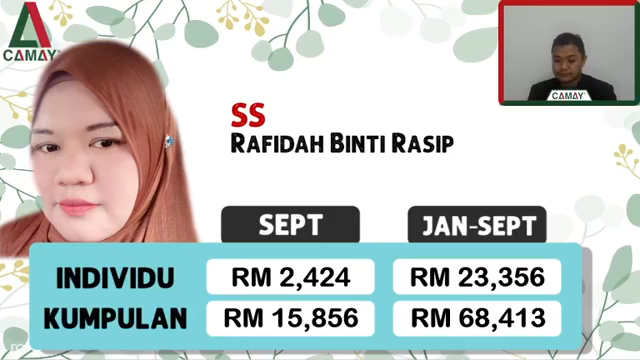 CAMAY
CAMAY
SS
RAFIDAH BINTI RASIP
SEPT JAN-SEPT
INDIVIDU RM 2,424 RM 23,356
KUMPULAN RM 15,856 RM 68,413